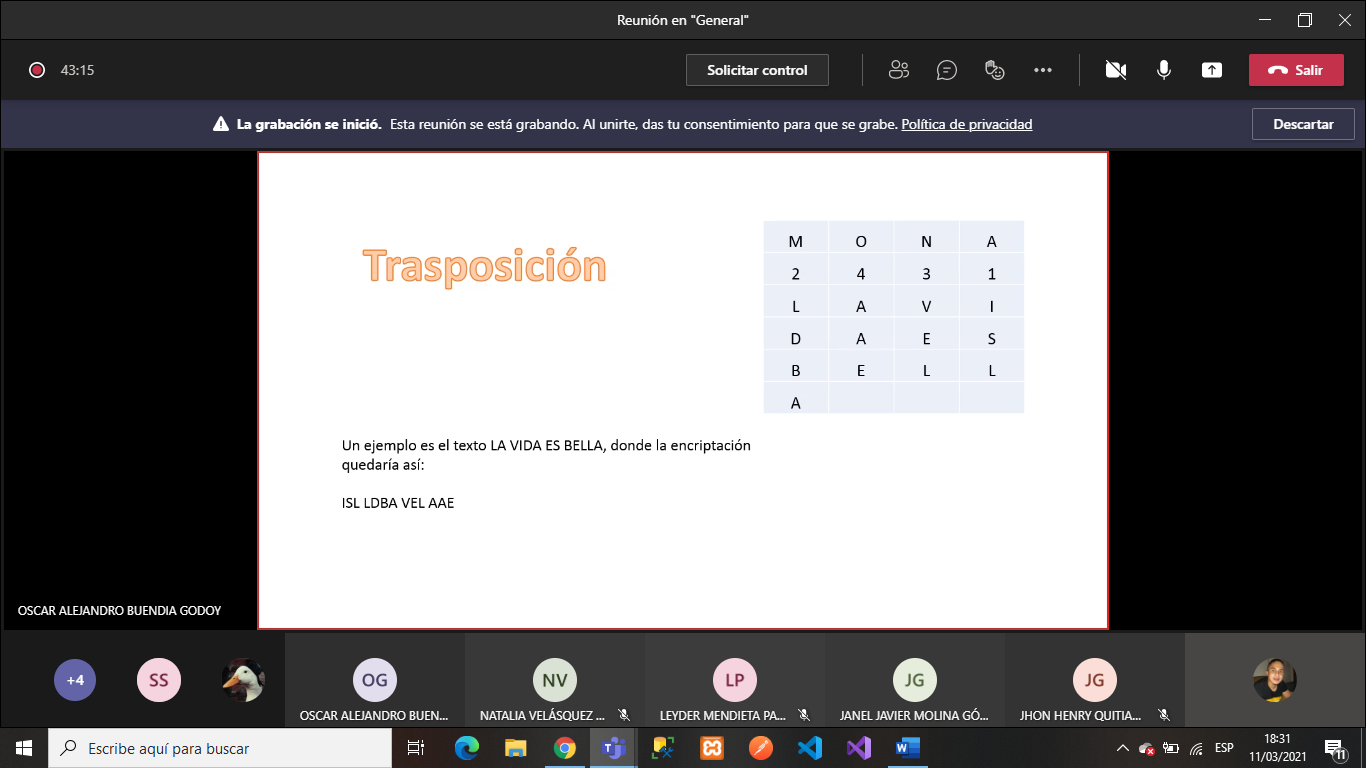 Reunión en "General"
43:15
Solicitar control
Salir
La grabación se inició. Esta reunión se está grabando. Al unirte, das tu consentimiento para que se grabe. Política de privacidad
Descartar
Trasposición
M O N A
2 4 3 1
L A V I
D A E S
B E L L
A
Un ejemplo es el texto LA VIDA ES BELLA, donde la encriptación
quedaría así:
ISL LDBA VEL AAE
OSCAR ALEJANDRO BUENDIA GODOY
+4
SS
OG
NV
LP
JG
JG
OSCAR ALEJANDRO BUEN...
NATALIA VELÁSQUEZ ...
LEYDER MENDIETA PA...
JANEL JAVIER MOLINA GÓ...
JHON HENRY QUITIA...
Escribe aquí para buscar
ESP
18:31
11/03/2021
11